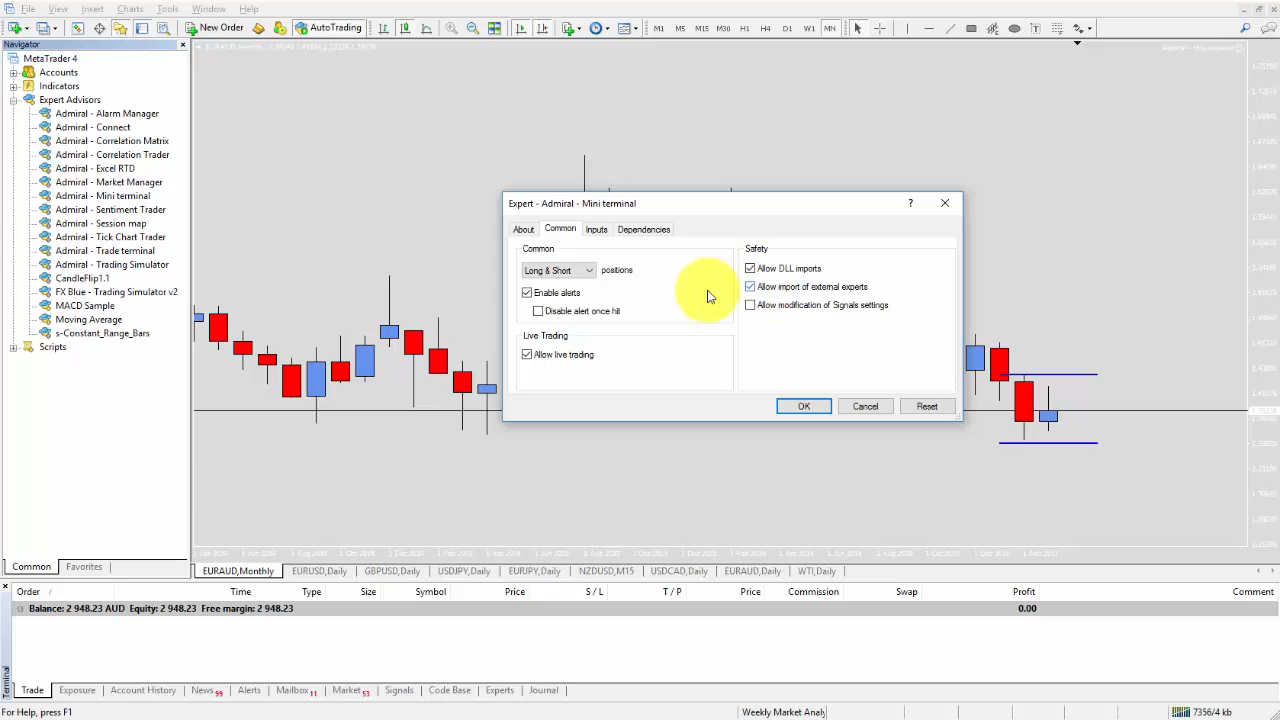 File View Insert Charts Tools Window Help
New Order AutoTrading M1 M5 M15 M30 H1 H4 D1 W1 MN
Navigator
MetaTrader 4
Accounts
Indicators
Expert Advisors
Admiral - Alarm Manager
Admiral - Connect
Admiral - Correlation Matrix
Admiral - Correlation Trader
Admiral - Excel RTD
Admiral - Market Manager
Admiral - Mini terminal
Admiral - Sentiment Trader
Admiral - Session map
Admiral - Tick Chart Trader
Admiral - Trade terminal
Admiral - Trading Simulator
CandleFlip1.1
FX Blue - Trading Simulator v2
MACD Sample
Moving Average
s-Constant_Range_Bars
Scripts
Common Favorites
Expert - Admiral - Mini terminal
About Common Inputs Dependencies
Common
Long & Short positions
Enable alerts
Disable alert once hit
Live Trading
Allow live trading
Safety
Allow DLL imports
Allow import of external experts
Allow modification of Signals settings
OK Cancel Reset
EURAUD,Monthly EURUSD,Daily GBPUSD,Daily USDJPY,Daily EURJPY,Daily NZDUSD,M15 USDCAD,Daily EURAUD,Daily WTI,Daily
Order / Time Type Size Symbol Price S / L T / P Price Commission Swap Profit Comment
Balance: 2 948.23 AUD Equity: 2 948.23 Free margin: 2 948.23 0.00
Terminal
Trade Exposure Account History News 99 Alerts Mailbox 11 Market 53 Signals Code Base Experts Journal
For Help, press F1 Weekly Market Analy 7356/4 kb